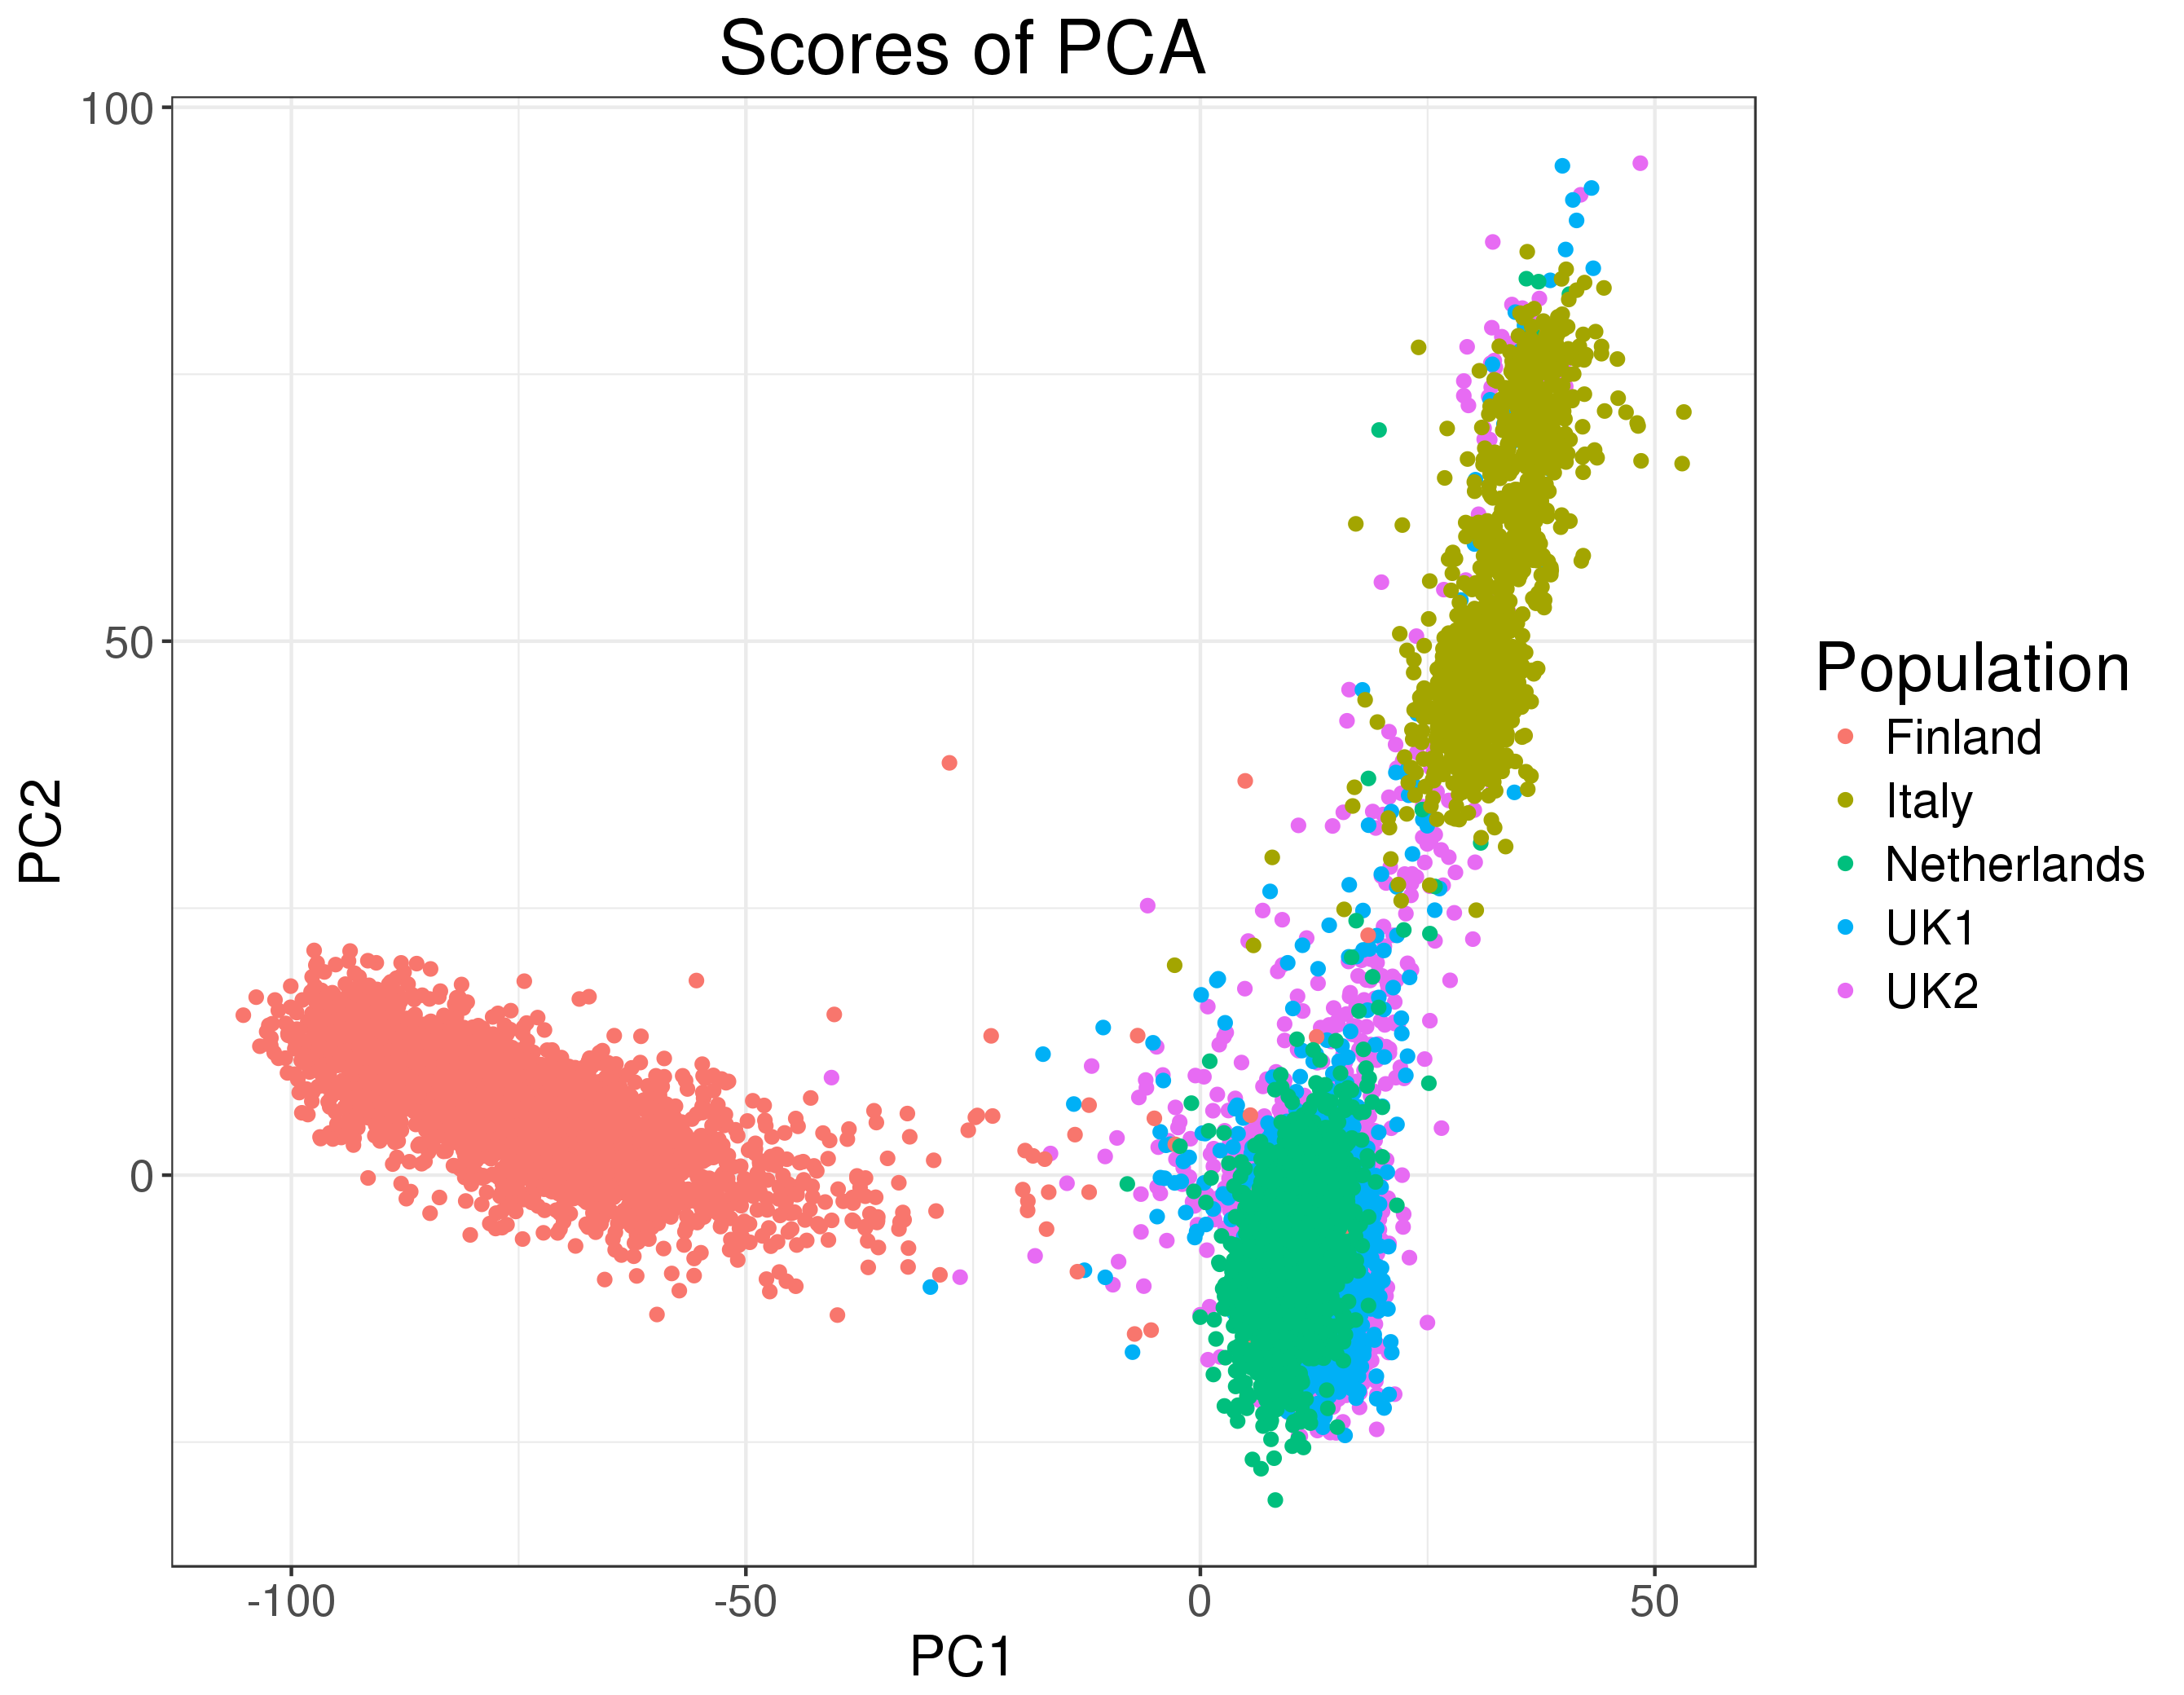 Scores of PCA
100
50
0
PC2
-100
-50
0
50
PC1
Population
Finland
Italy
Netherlands
UK1
UK2